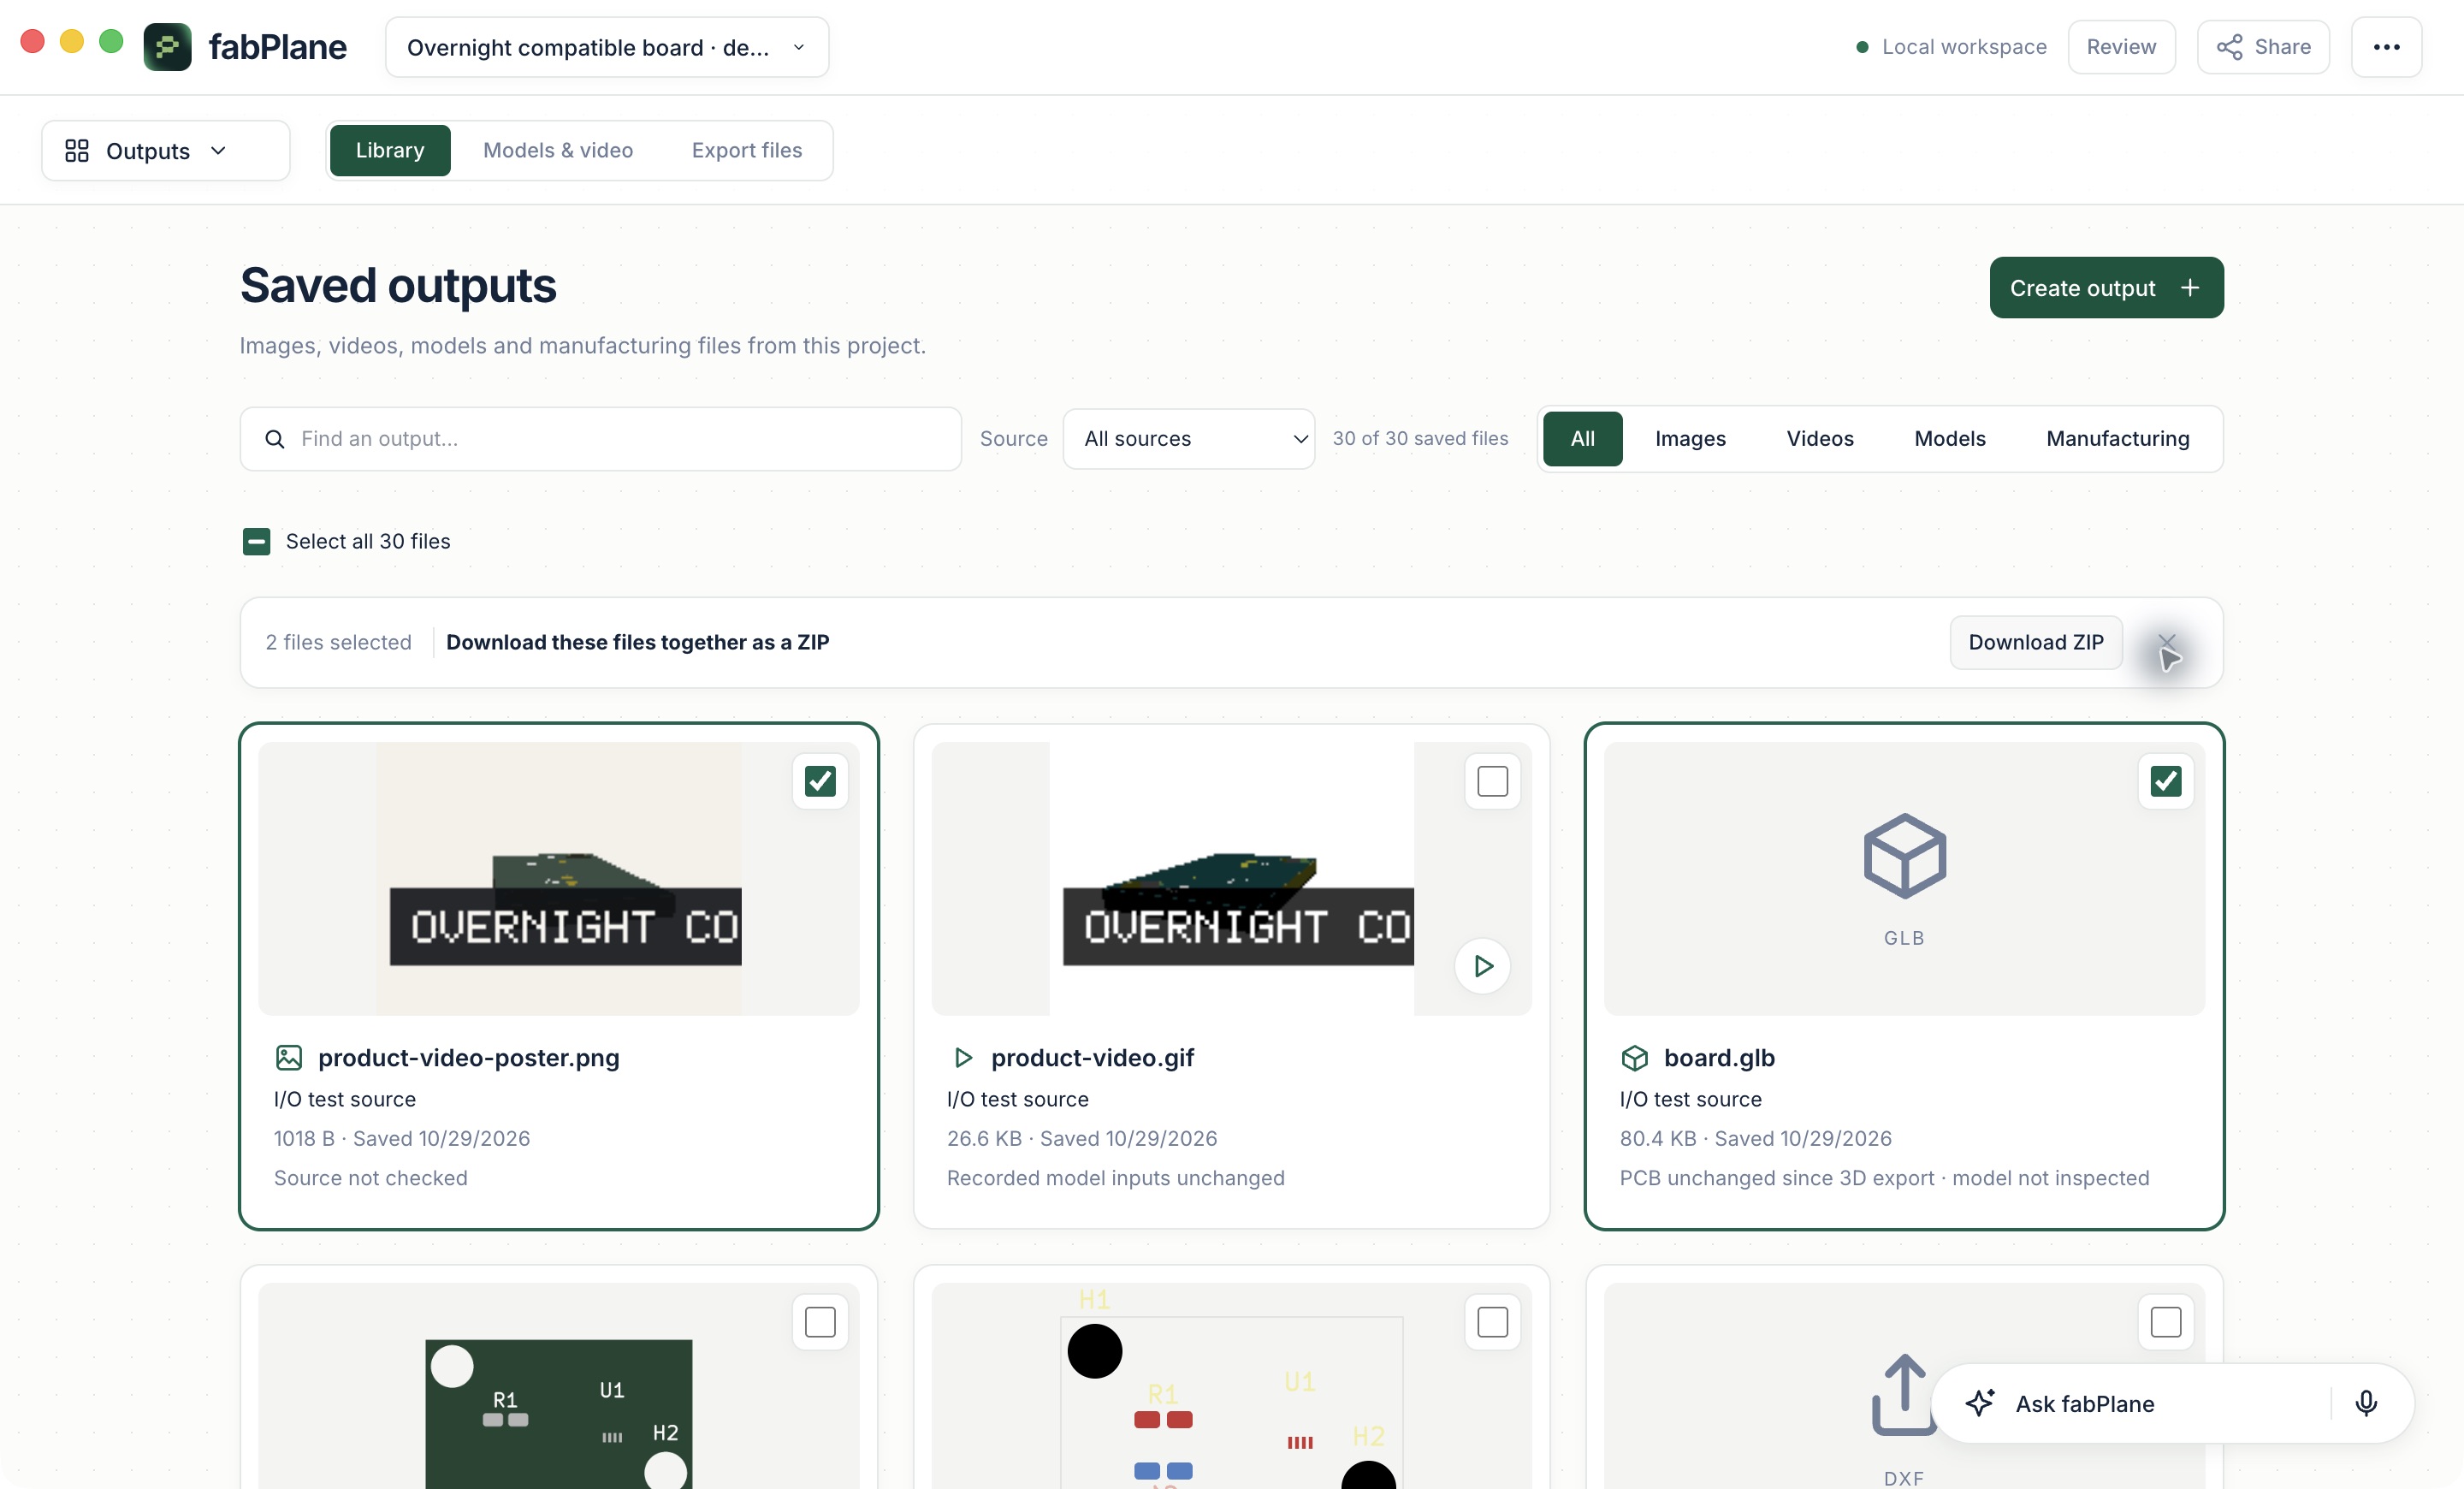 fabPlane
Overnight compatible board · de...
Local workspace
Review
Share
Outputs
Library
Models & video
Export files
Saved outputs
Create output
Images, videos, models and manufacturing files from this project.
Find an output...
Source
All sources
30 of 30 saved files
All
Images
Videos
Models
Manufacturing
Select all 30 files
2 files selected
Download these files together as a ZIP
Download ZIP
OVERNIGHT CO
OVERNIGHT CO
GLB
product-video-poster.png
I/O test source
1018 B · Saved 10/29/2026
Source not checked
product-video.gif
I/O test source
26.6 KB · Saved 10/29/2026
Recorded model inputs unchanged
board.glb
I/O test source
80.4 KB · Saved 10/29/2026
PCB unchanged since 3D export · model not inspected
R1
U1
H2
H1
R1
U1
H2
DXF
Ask fabPlane